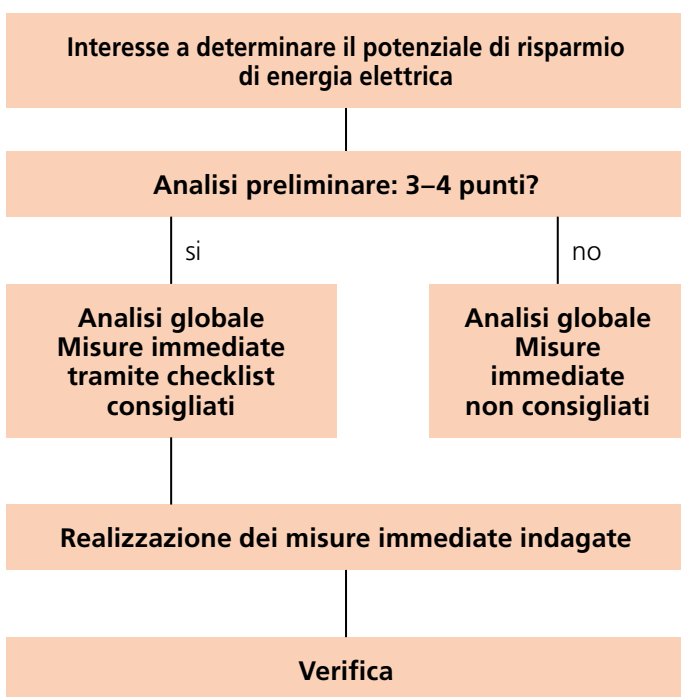 Interesse a determinare il potenziale di risparmio
di energia elettrica
Analisi preliminare: 3–4 punti?
si
no
Analisi globale
Misure immediate
tramite checklist
consigliati
Analisi globale
Misure
immediate
non consigliati
Realizzazione dei misure immediate indagate
Verifica